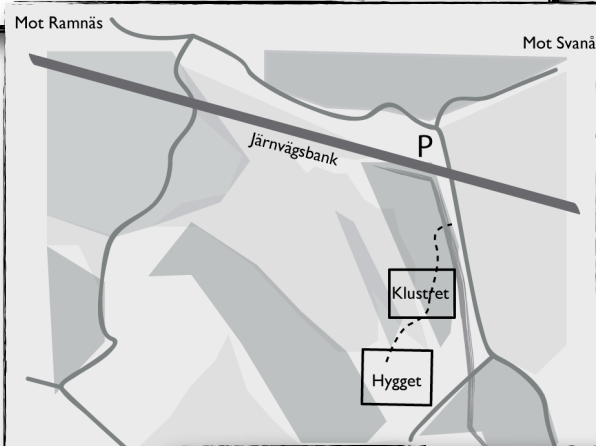 Mot Ramnäs
Mot Svanå
Järnvägsbank
P
Klustret
Hygget